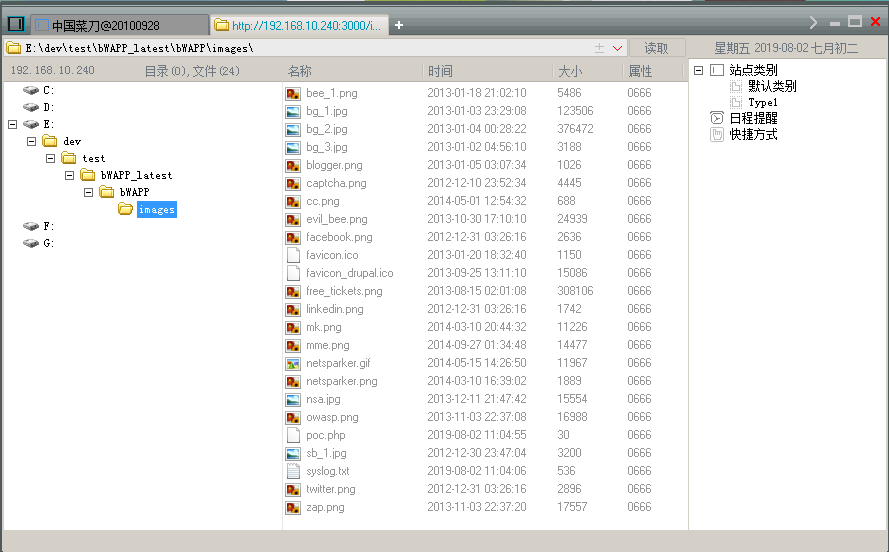 中国菜刀@20100928 http://192.168.10.240:3000/i... +
E:\dev\test\bWAPP_latest\bWAPP\images\ 读取 星期五 2019-08-02 七月初二
192.168.10.240 目录(0),文件(24) 名称 时间 大小 属性
C:
D:
E:
dev
test
bWAPP_latest
bWAPP
images
F:
G:
bee_1.png 2013-01-18 21:02:10 5486 0666
bg_1.jpg 2013-01-03 23:29:08 123506 0666
bg_2.jpg 2013-01-04 00:28:22 376472 0666
bg_3.jpg 2013-01-02 04:56:10 3188 0666
blogger.png 2013-01-05 03:07:34 1026 0666
captcha.png 2012-12-10 23:52:34 4445 0666
cc.png 2014-05-01 12:54:32 688 0666
evil_bee.png 2013-10-30 17:10:10 24939 0666
facebook.png 2012-12-31 03:26:16 2636 0666
favicon.ico 2013-01-20 18:32:40 1150 0666
favicon_drupal.ico 2013-09-25 13:11:10 15086 0666
free_tickets.png 2013-08-15 02:01:08 308106 0666
linkedin.png 2012-12-31 03:26:16 1742 0666
mk.png 2014-03-10 20:44:32 11226 0666
mme.png 2014-09-27 01:34:48 14477 0666
netsparker.gif 2014-05-15 14:26:50 11967 0666
netsparker.png 2014-03-10 16:39:02 1889 0666
nsa.jpg 2013-12-11 21:47:42 15554 0666
owasp.png 2013-11-03 22:37:08 16988 0666
poc.php 2019-08-02 11:04:55 30 0666
sb_1.jpg 2012-12-30 23:47:04 3200 0666
syslog.txt 2019-08-02 11:04:06 536 0666
twitter.png 2012-12-31 03:26:16 2896 0666
zap.png 2013-11-03 22:37:20 17557 0666
站点类别
默认类别
Type1
日程提醒
快捷方式